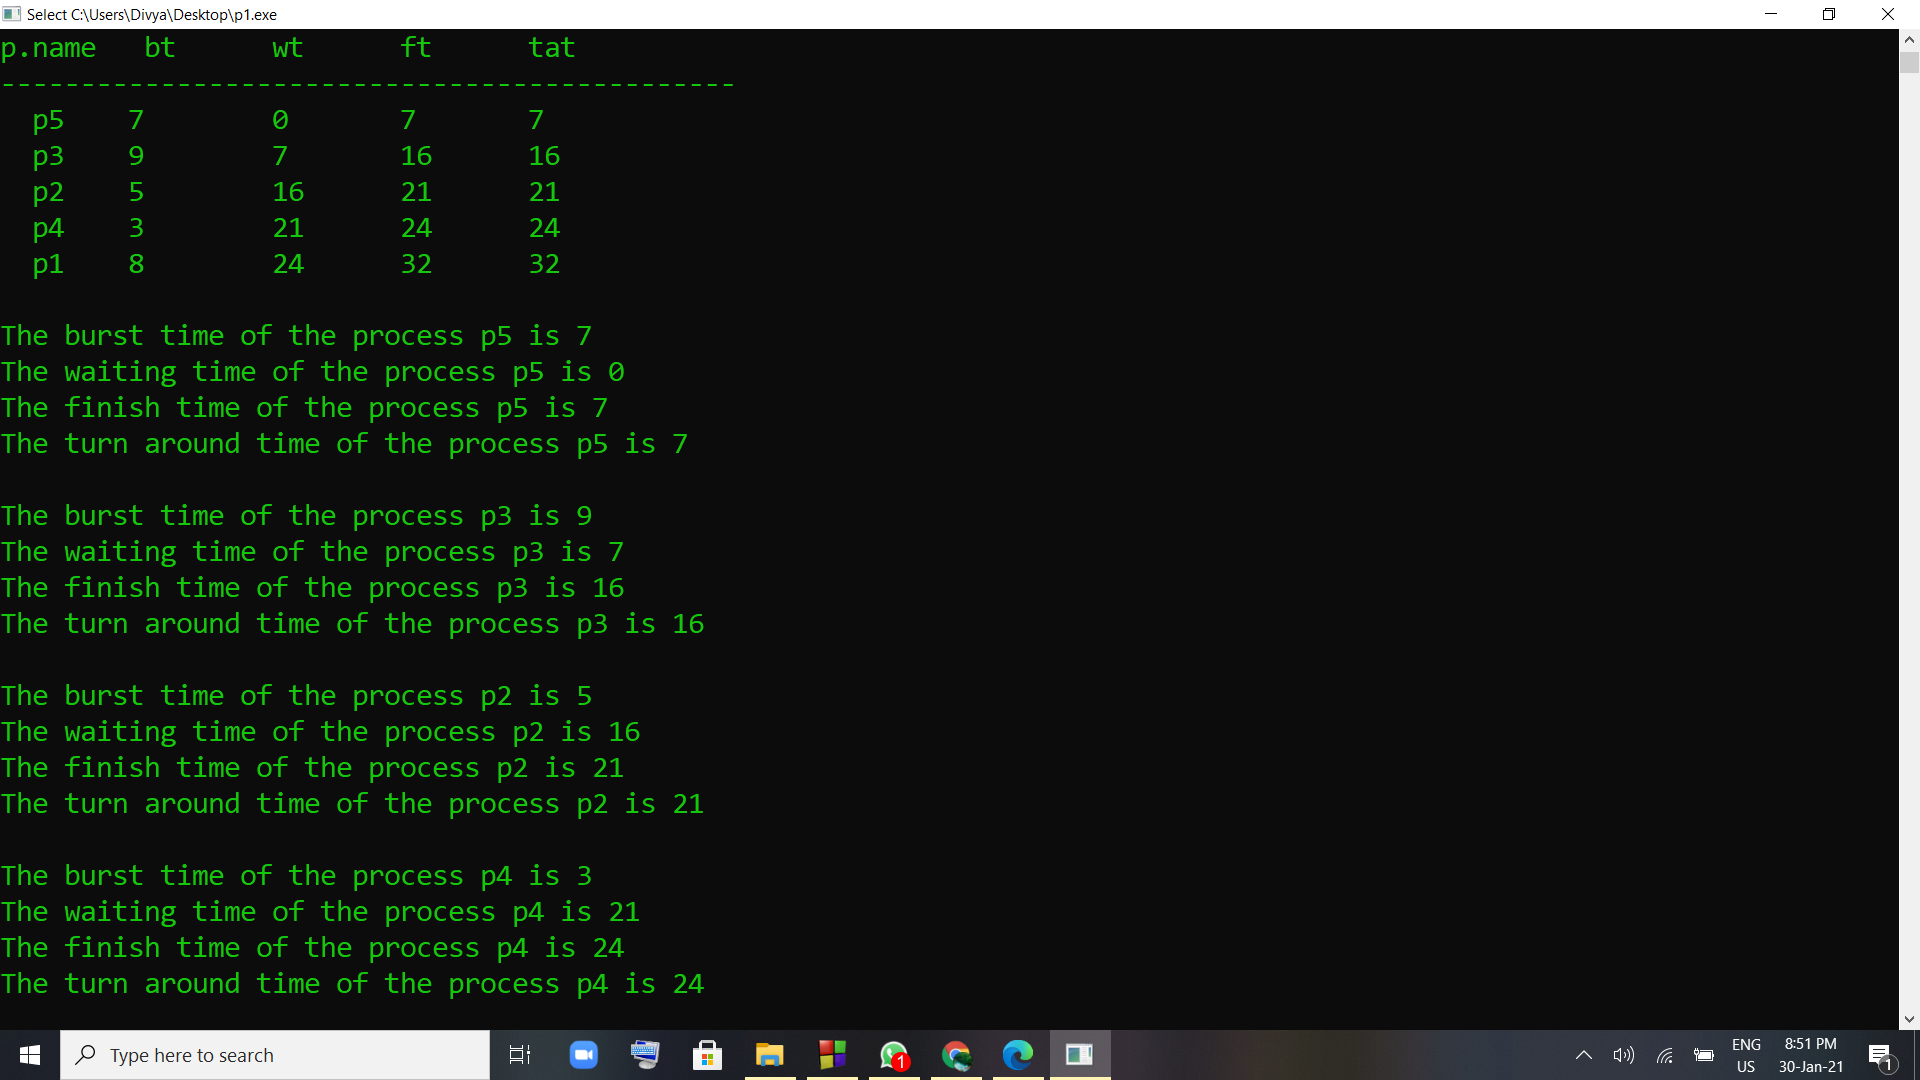 Select C:\Users\Divya\Desktop\p1.exe
p.name bt wt ft tat
----------------------------------------------
p5 7 0 7 7
p3 9 7 16 16
p2 5 16 21 21
p4 3 21 24 24
p1 8 24 32 32
The burst time of the process p5 is 7
The waiting time of the process p5 is 0
The finish time of the process p5 is 7
The turn around time of the process p5 is 7
The burst time of the process p3 is 9
The waiting time of the process p3 is 7
The finish time of the process p3 is 16
The turn around time of the process p3 is 16
The burst time of the process p2 is 5
The waiting time of the process p2 is 16
The finish time of the process p2 is 21
The turn around time of the process p2 is 21
The burst time of the process p4 is 3
The waiting time of the process p4 is 21
The finish time of the process p4 is 24
The turn around time of the process p4 is 24
Type here to search
1
ENG
US
8:51 PM
30-Jan-21
1